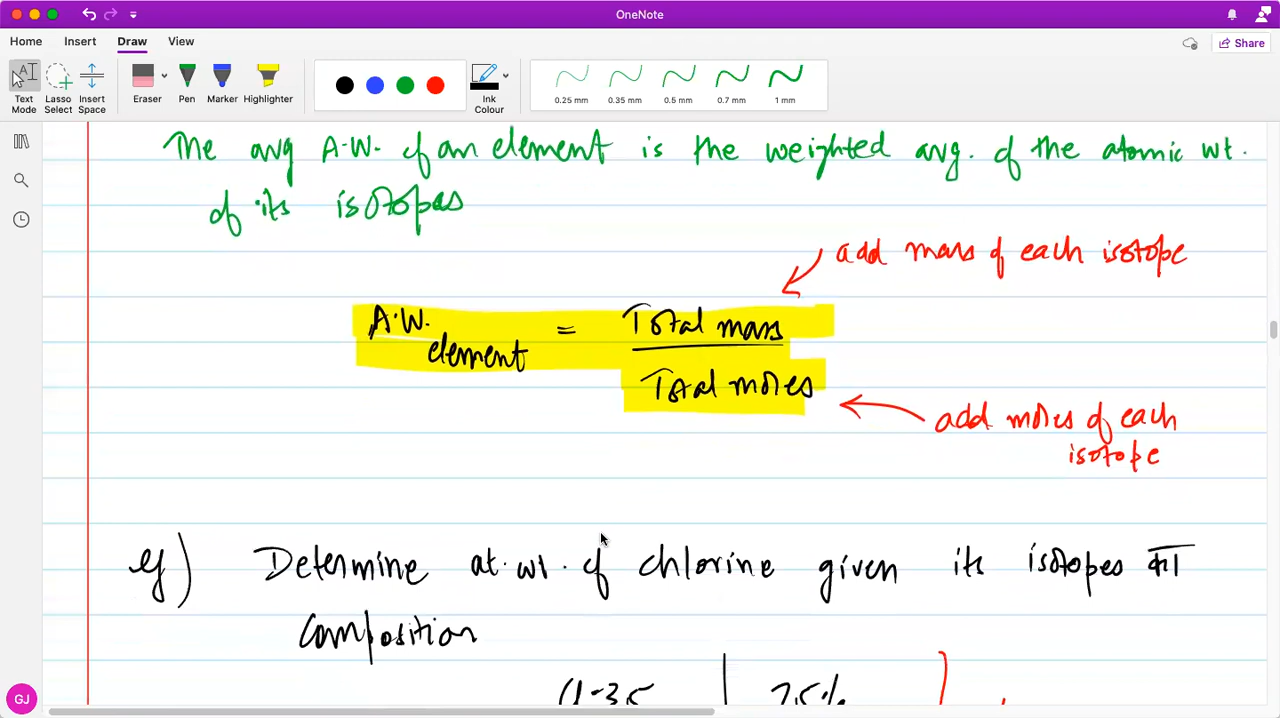 OneNote
Home Insert Draw View
Share
Text Mode
Lasso Select
Insert Space
Eraser
Pen
Marker
Highlighter
Ink Colour
0.25 mm
0.35 mm
0.5 mm
0.7 mm
1 mm
The avg A.W. of an element is the weighted avg. of the atomic wt.
of its isotopes
add mass of each isotope
A.W. element = Total mass
Total moles
add moles of each
isotope
eg) Determine at. wt. of chlorine given its isotopes
composition
Cl-35 | 75%
GJ